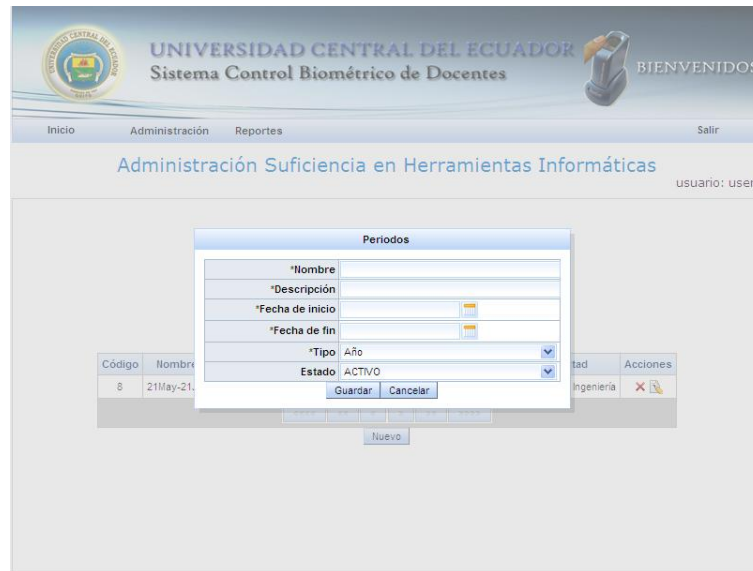 UNIVERSIDAD CENTRAL DEL ECUADOR
Sistema Control Biométrico de Docentes
BIENVENIDOS
Inicio Administración Reportes Salir
Administración Suficiencia en Herramientas Informáticas
usuario: user
Periodos
*Nombre
*Descripción
*Fecha de inicio
*Fecha de fin
*Tipo Año
Estado ACTIVO
Guardar Cancelar
Código Nombre tad Acciones
8 21May-21. Ingeniería
Nuevo